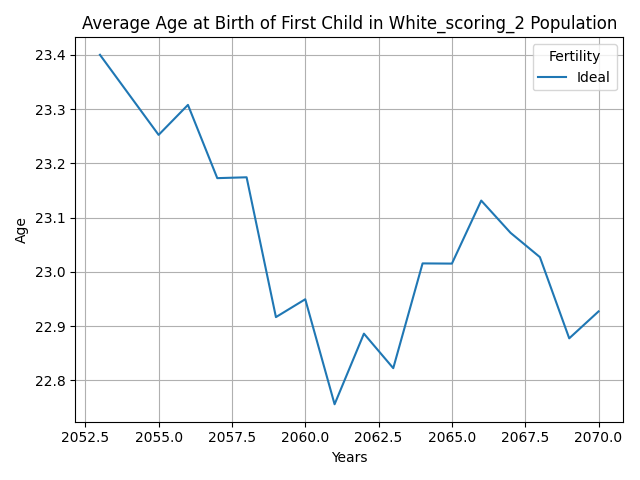 Average Age at Birth of First Child in White_scoring_2 Population
Fertility
Ideal
Age
23.4
23.3
23.2
23.1
23.0
22.9
22.8
2052.5 2055.0 2057.5 2060.0 2062.5 2065.0 2067.5 2070.0
Years